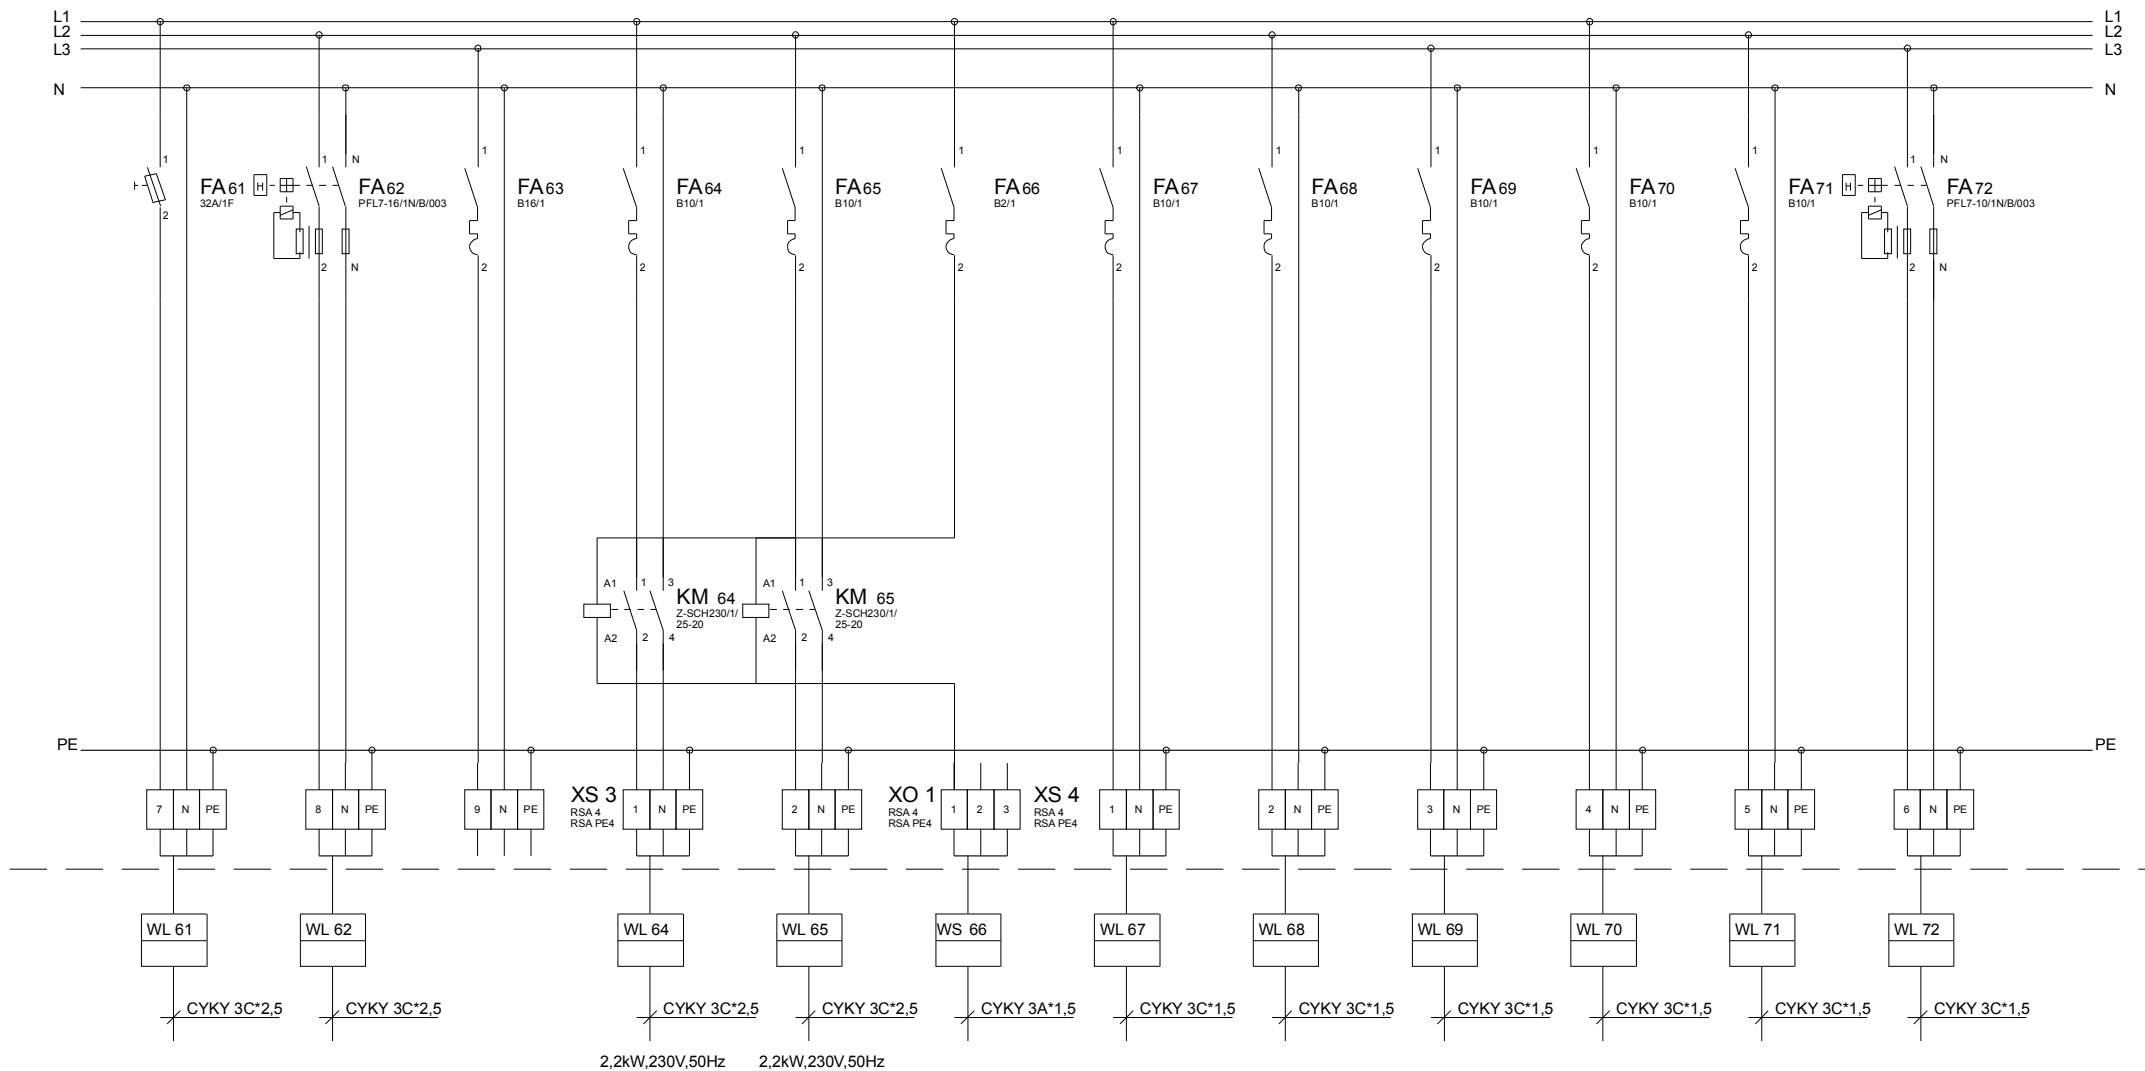 L1 L1
L2 L2
L3 L3
N N
1 1 N 1 1 1 1 1 1 1 1 1 1 N
FA61 H FA62 FA63 FA64 FA65 FA66 FA67 FA68 FA69 FA70 FA71 H FA72
32A/1F PFL7-16/1N/B/003 B16/1 B10/1 B10/1 B2/1 B10/1 B10/1 B10/1 B10/1 B10/1 PFL7-10/1N/B/003
2
2 N 2 2 2 2 2 2 2 2 2 2 N
A1 1 3 A1 1 3
KM 64 KM 65
Z-SCH230/1/ Z-SCH230/1/
25-20 25-20
A2 2 4 A2 2 4
PE PE
XS 3 XO 1 XS 4
7 N PE 8 N PE 9 N PE RSA 4 1 N PE 2 N PE RSA 4 1 2 3 RSA 4 1 N PE 2 N PE 3 N PE 4 N PE 5 N PE 6 N PE
RSA PE4 RSA PE4 RSA PE4
WL 61 WL 62 WL 64 WL 65 WS 66 WL 67 WL 68 WL 69 WL 70 WL 71 WL 72
CYKY 3C*2,5 CYKY 3C*2,5 CYKY 3C*2,5 CYKY 3C*2,5 CYKY 3A*1,5 CYKY 3C*1,5 CYKY 3C*1,5 CYKY 3C*1,5 CYKY 3C*1,5 CYKY 3C*1,5 CYKY 3C*1,5
2,2kW,230V,50Hz 2,2kW,230V,50Hz